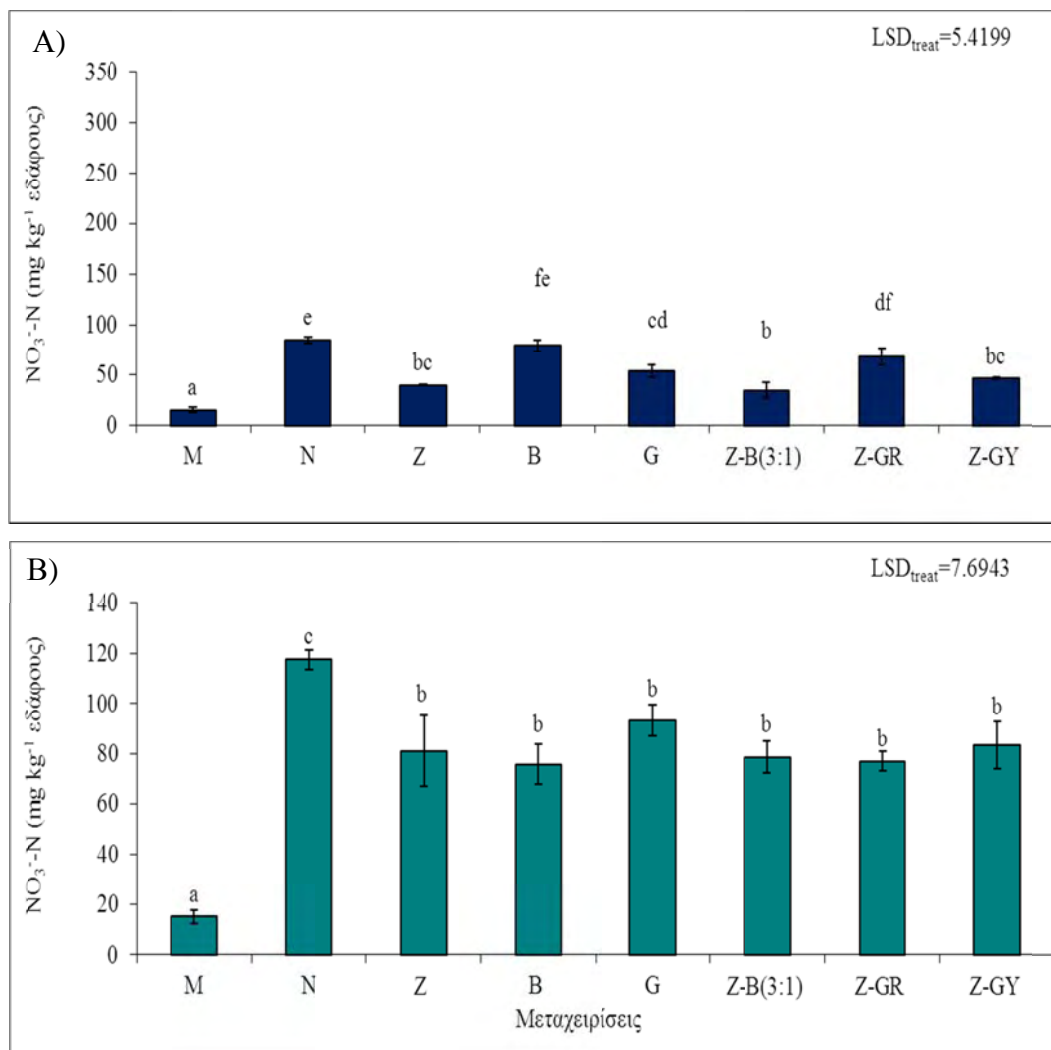 A)
LSDtreat=5.4199
NO3⁻-N (mg kg⁻¹ εδάφους)
350
300
250
200
150
100
50
0
a
e
bc
fe
cd
b
df
bc
M N Z B G Z-B(3:1) Z-GR Z-GY
B)
LSDtreat=7.6943
NO3⁻-N (mg kg⁻¹ εδάφους)
140
120
100
80
60
40
20
0
a
c
b
b
b
b
b
b
M N Z B G Z-B(3:1) Z-GR Z-GY
Μεταχειρίσεις